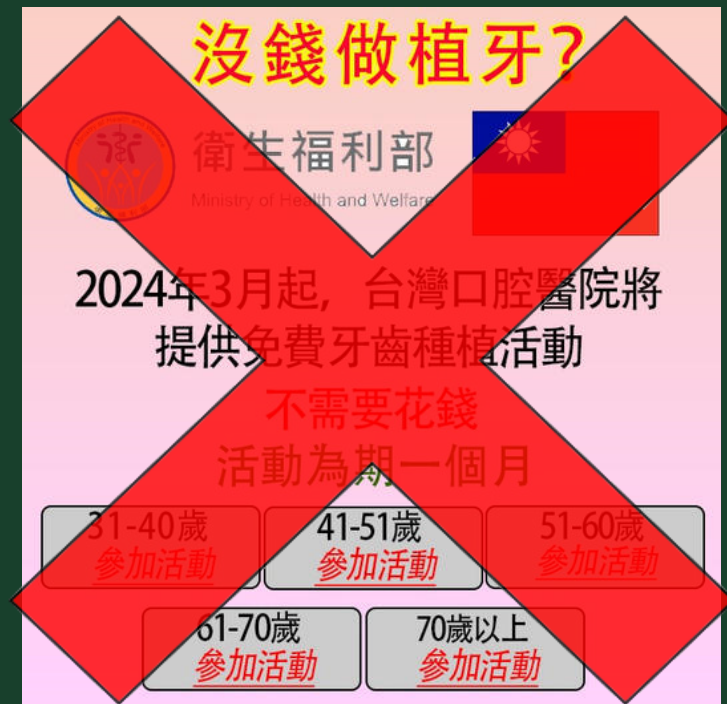 沒錢做植牙?
衛生福利部
Ministry of Health and Welfare
2024年3月起, 台灣口腔醫院將
提供免費牙齒種植活動
不需要花錢
活動為期一個月
31-40歲
參加活動
41-51歲
參加活動
51-60歲
參加活動
61-70歲
參加活動
70歲以上
參加活動